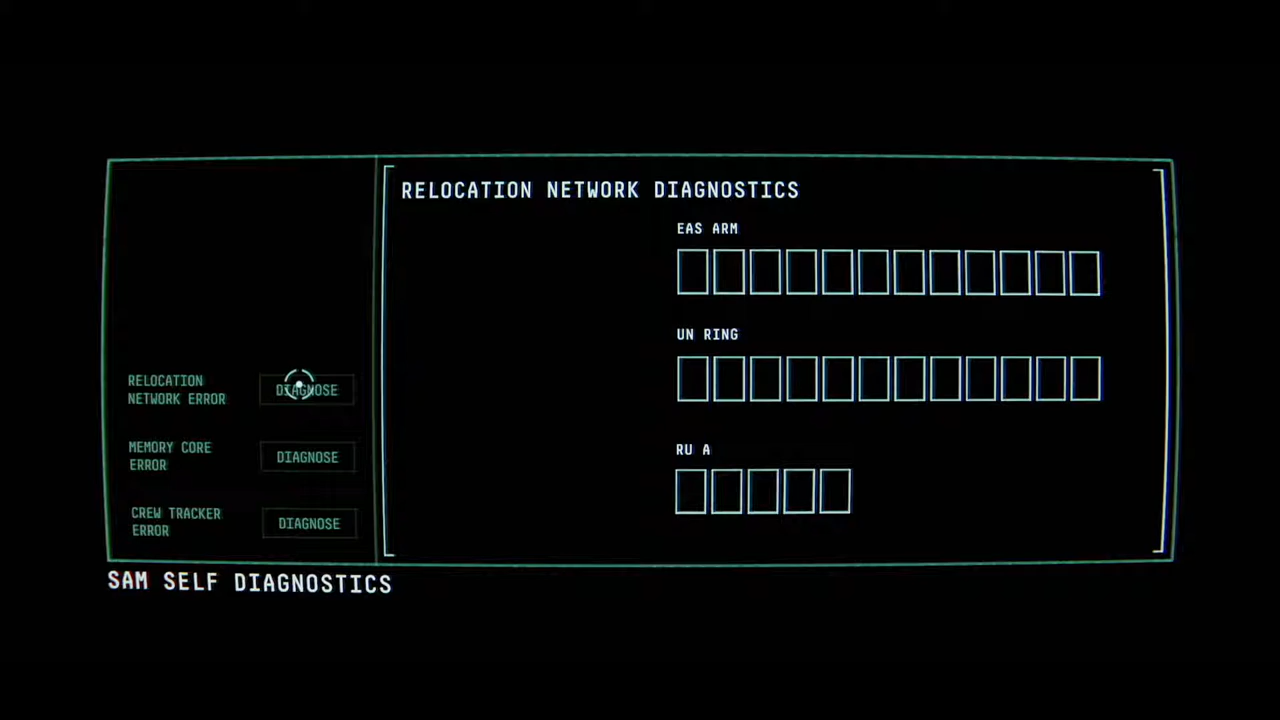 RELOCATION NETWORK DIAGNOSTICS
EAS ARM
UN RING
RU A
RELOCATION
NETWORK ERROR
DIAGNOSE
MEMORY CORE
ERROR
DIAGNOSE
CREW TRACKER
ERROR
DIAGNOSE
SAM SELF DIAGNOSTICS